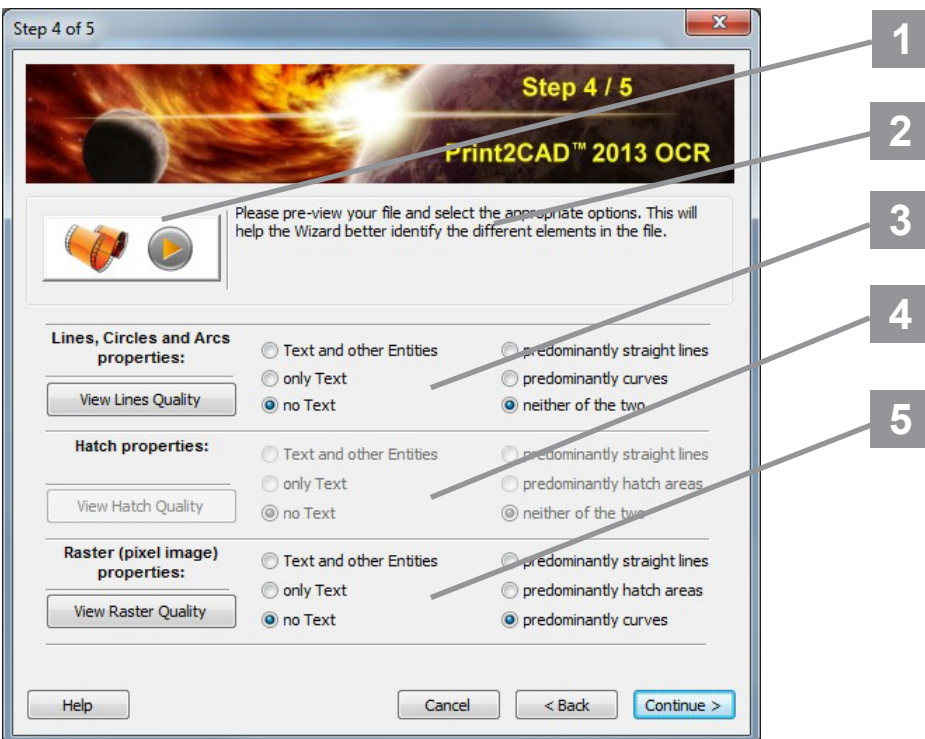 Step 4 of 5
1
Step 4 / 5
2
Print2CAD™ 2013 OCR
3
Please pre-view your file and select the appropriate options. This will
help the Wizard better identify the different elements in the file.
4
Lines, Circles and Arcs
properties:
Text and other Entities
predominantly straight lines
only Text
predominantly curves
View Lines Quality
no Text
neither of the two
5
Hatch properties:
Text and other Entities
predominantly straight lines
only Text
predominantly hatch areas
View Hatch Quality
no Text
neither of the two
Raster (pixel image)
properties:
Text and other Entities
predominantly straight lines
only Text
predominantly hatch areas
View Raster Quality
no Text
predominantly curves
Help
Cancel
< Back
Continue >